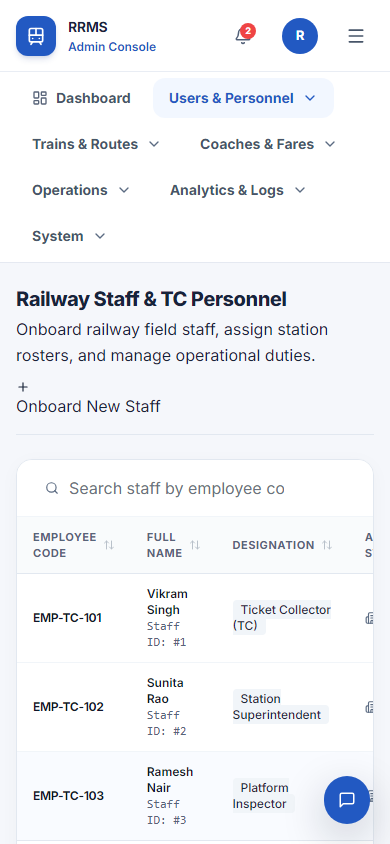 RRMS
Admin Console
2
R
Dashboard
Users & Personnel
Trains & Routes
Coaches & Fares
Operations
Analytics & Logs
System
Railway Staff & TC Personnel
Onboard railway field staff, assign station
rosters, and manage operational duties.
+
Onboard New Staff
Search staff by employee co
EMPLOYEE
CODE
FULL
NAME
DESIGNATION
A
S
EMP-TC-101
Vikram
Singh
Staff
ID: #1
Ticket Collector
(TC)
EMP-TC-102
Sunita
Rao
Staff
ID: #2
Station
Superintendent
EMP-TC-103
Ramesh
Nair
Staff
ID: #3
Platform
Inspector